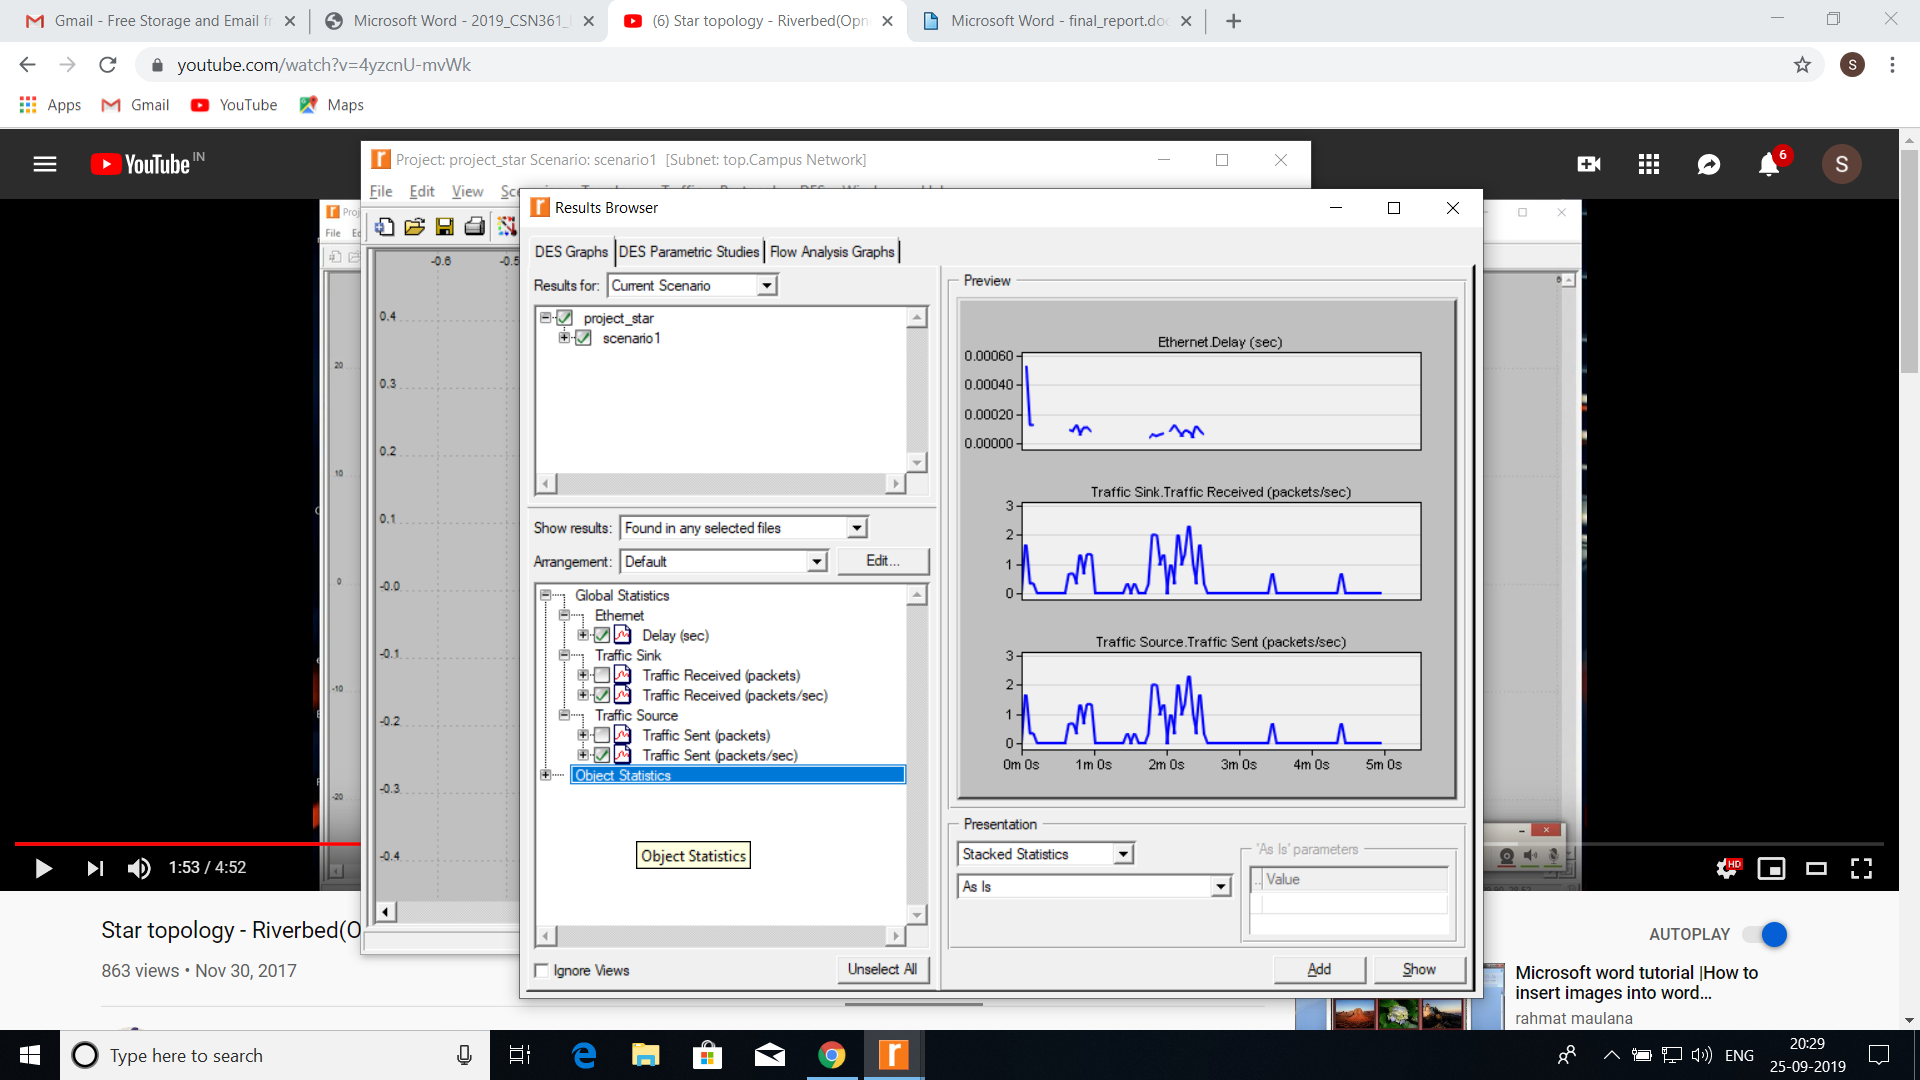 Gmail - Free Storage and Email f
Microsoft Word - 2019_CSN361_
(6) Star topology - Riverbed(Opn
Microsoft Word - final_report.do
youtube.com/watch?v=4yzcnU-mvWk
S
Apps
Gmail
YouTube
Maps
YouTube IN
6
S
Project: project_star Scenario: scenario1 [Subnet: top.Campus Network]
File Edit View
File
-0.6
0.4
0.3
0.2
0.1
-0.0
-0.1
-0.2
-0.3
-0.4
20
10
0
-10
-20
Results Browser
DES Graphs
DES Parametric Studies
Flow Analysis Graphs
Results for:
Current Scenario
project_star
scenario1
Show results:
Found in any selected files
Arrangement:
Default
Edit...
Global Statistics
Ethernet
Delay (sec)
Traffic Sink
Traffic Received (packets)
Traffic Received (packets/sec)
Traffic Source
Traffic Sent (packets)
Traffic Sent (packets/sec)
Object Statistics
Object Statistics
Ignore Views
Unselect All
Preview
Ethernet.Delay (sec)
0.00060
0.00040
0.00020
0.00000
Traffic Sink.Traffic Received (packets/sec)
3
2
1
0
Traffic Source.Traffic Sent (packets/sec)
3
2
1
0
0m 0s 1m 0s 2m 0s 3m 0s 4m 0s 5m 0s
Presentation
Stacked Statistics
As Is
'As Is' parameters
.. Value
Add
Show
1:53 / 4:52
HD
Star topology - Riverbed(O
863 views • Nov 30, 2017
AUTOPLAY
Microsoft word tutorial |How to
insert images into word...
rahmat maulana
Type here to search
ENG
20:29
25-09-2019